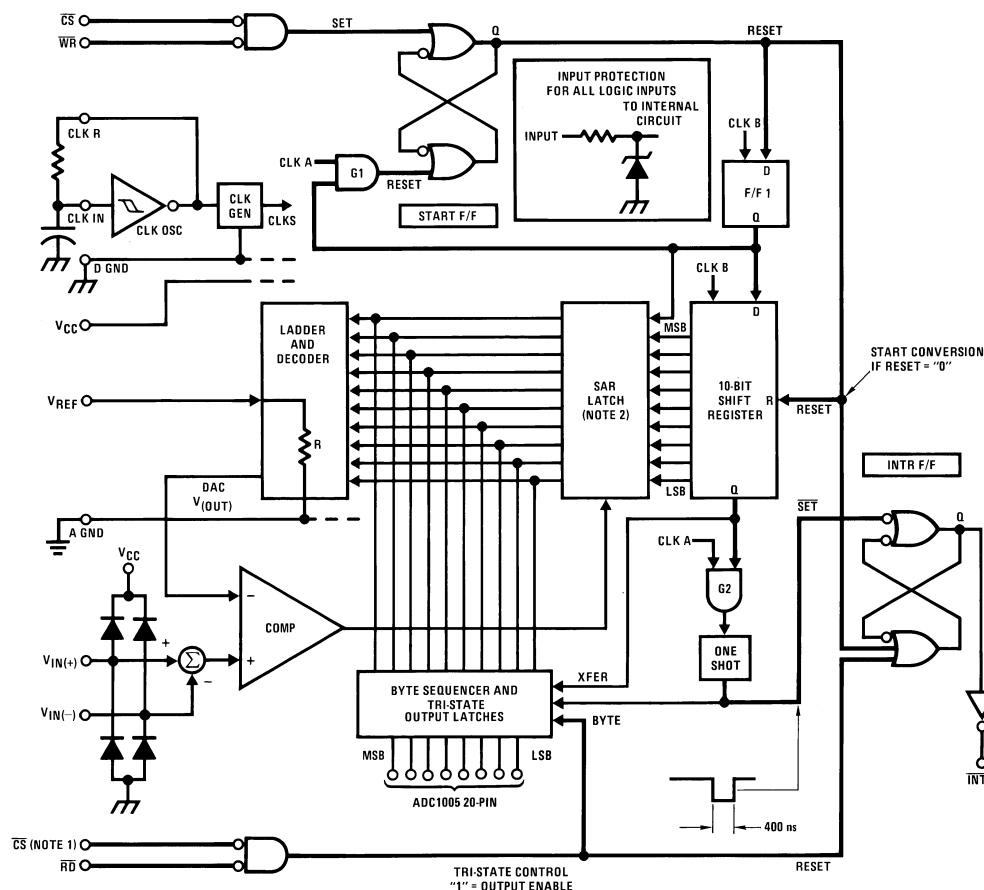 CS
WR
SET
Q
RESET
INPUT PROTECTION
FOR ALL LOGIC INPUTS
TO INTERNAL
CIRCUIT
INPUT
CLK R
CLK IN
CLK OSC
CLK
GEN
CLKS
CLK A
G1
RESET
START F/F
CLK B
D
F/F 1
Q
D GND
VCC
LADDER
AND
DECODER
VREF
R
DAC
V(OUT)
A GND
MSB
SAR
LATCH
(NOTE 2)
LSB
CLK B
D
10-BIT
SHIFT
REGISTER
R
Q
RESET
START CONVERSION
IF RESET = "0"
INTR F/F
SET
Q
CLK A
G2
ONE
SHOT
VCC
VIN(+)
VIN(−)
+
Σ
−
−
+
COMP
XFER
BYTE
BYTE SEQUENCER AND
TRI-STATE
OUTPUT LATCHES
MSB
LSB
ADC1005 20-PIN
400 ns
CS (NOTE 1)
RD
TRI-STATE CONTROL
"1" = OUTPUT ENABLE
RESET